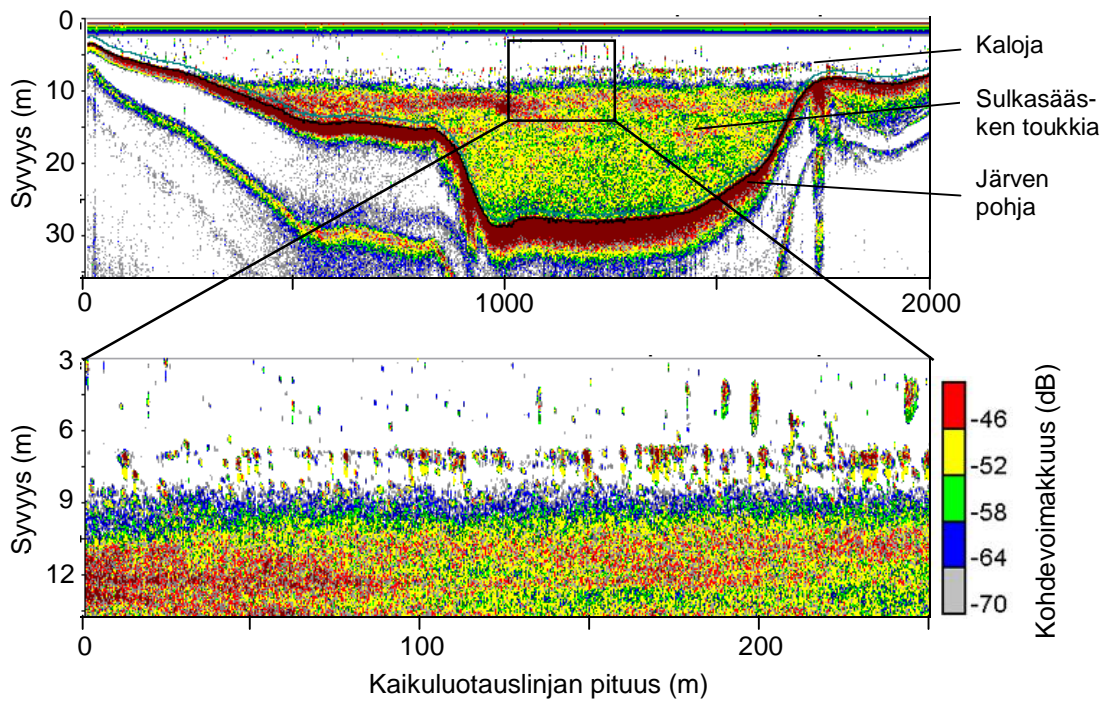 0
10
20
30
Syvyys (m)
0
1000
2000
Kaloja
Sulkasääs-
ken toukkia
Järven
pohja
3
6
9
12
Syvyys (m)
0
100
200
Kaikuluotauslinjan pituus (m)
-46
-52
-58
-64
-70
Kohdevoimakkuus (dB)